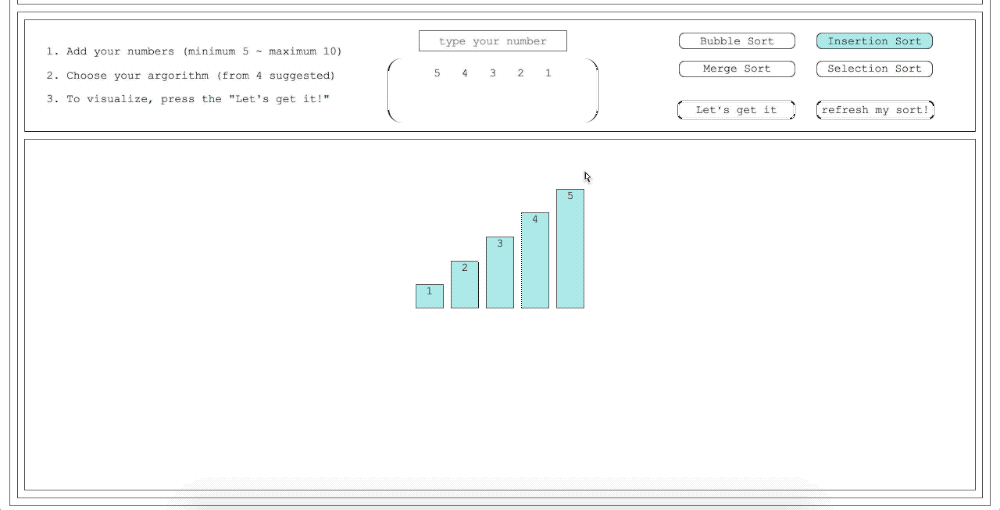 1. Add your numbers (minimum 5 ~ maximum 10)
2. Choose your argorithm (from 4 suggested)
3. To visualize, press the "Let's get it!"
type your number
5 4 3 2 1
Bubble Sort
Insertion Sort
Merge Sort
Selection Sort
Let's get it
refresh my sort!
1
2
3
4
5